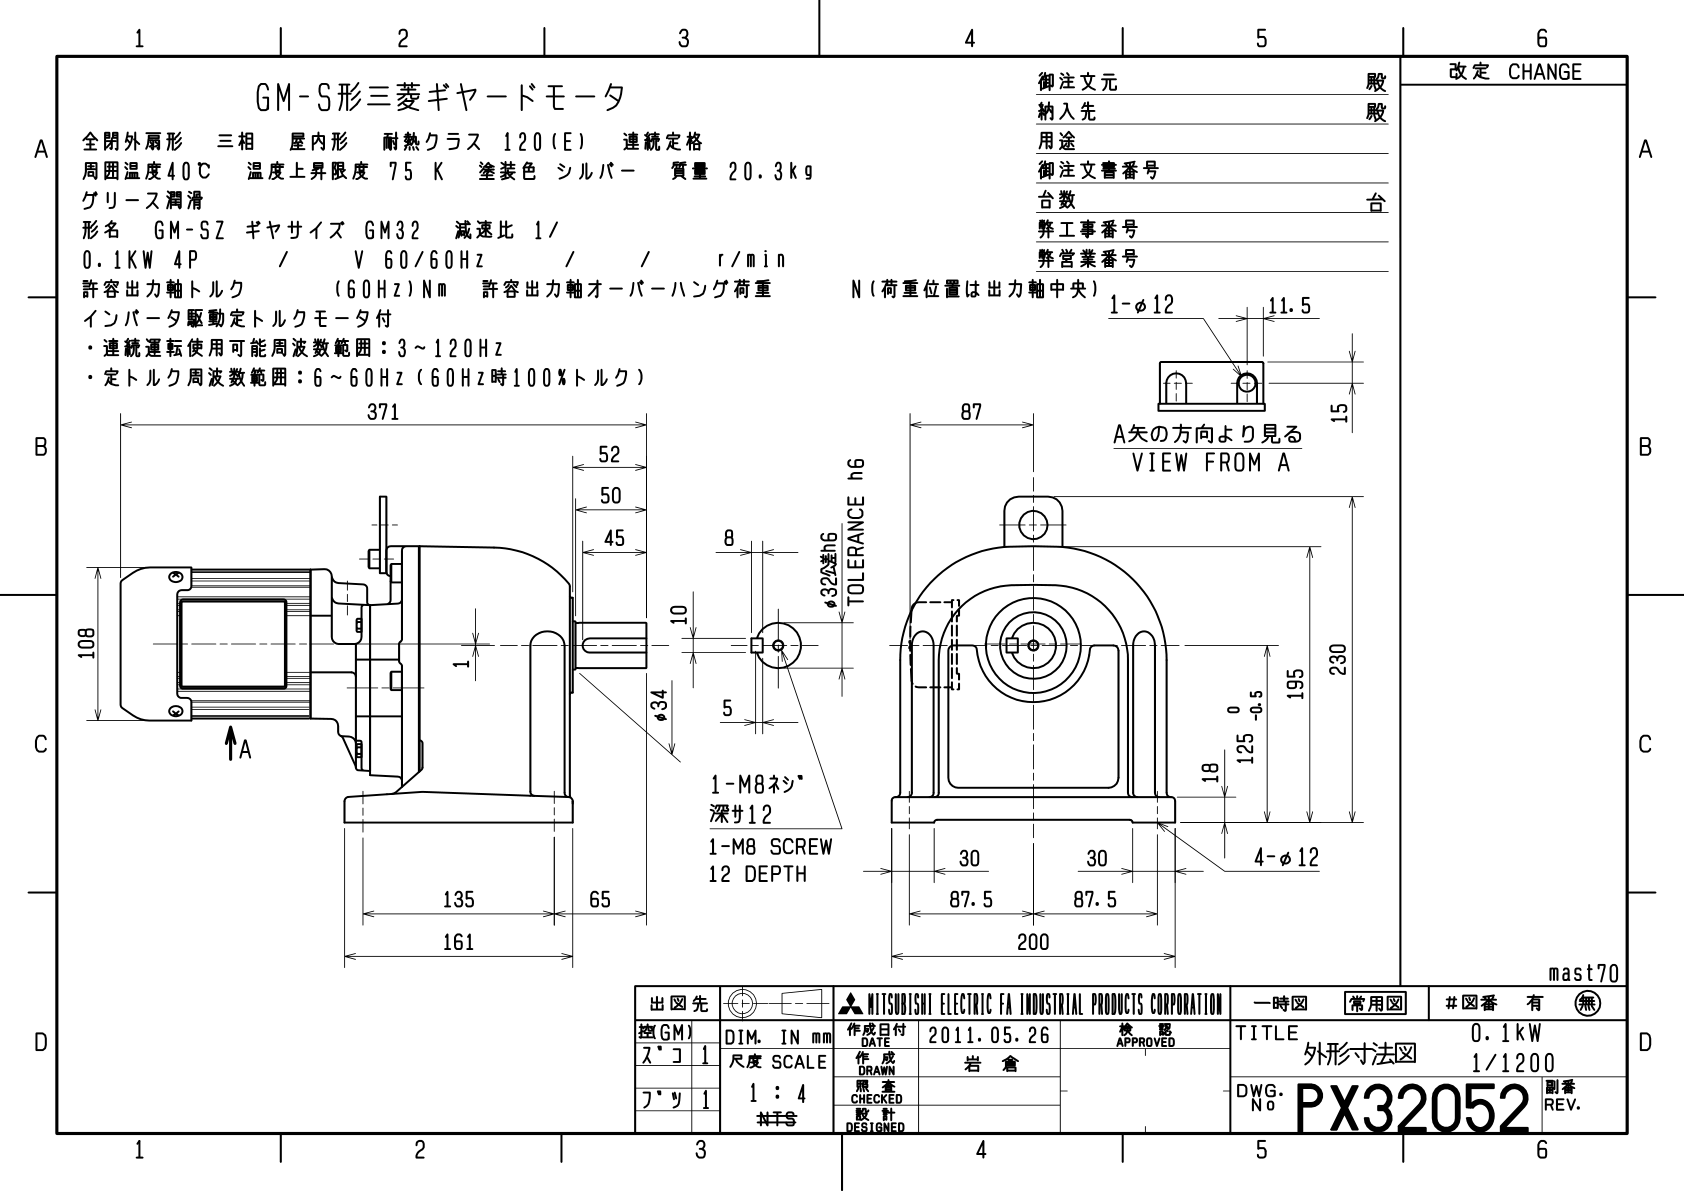 1 2 3 4 5 6
A A
B B
C C
D D
1 2 3 4 5 6
GM-S形三菱ギヤードモータ
全閉外扇形 三相 屋内形 耐熱クラス 120(E) 連続定格
周囲温度40℃ 温度上昇限度 75 K 塗装色 シルバー 質量 20.3kg
グリース潤滑
形名 GM-SZ ギヤサイズ GM32 減速比 1/
0.1KW 4P / V 60/60Hz / / r/min
許容出力軸トルク (60Hz)Nm 許容出力軸オーバーハング荷重 N(荷重位置は出力軸中央)
インバータ駆動定トルクモータ付
・連続運転使用可能周波数範囲：3～120Hz
・定トルク周波数範囲：6～60Hz(60Hz時100%トルク)
御注文元 殿
納入先 殿
用途
御注文書番号
台数 台
弊工事番号
弊営業番号
改定 CHANGE
1-φ12
11.5
15
A矢の方向より見る
VIEW FROM A
371
52
50
45
108
1
φ34
A
135
65
161
8
10
5
φ32公差h6
TOLERANCE h6
1-M8ネジ
深サ12
1-M8 SCREW
12 DEPTH
87
230
195
125 0 -0.5
18
30
30
87.5
87.5
200
4-φ12
mast70
出図先
控(GM)
ズコ 1
ブツ 1
DIM. IN mm
尺度 SCALE
1 : 4
NTS
MITSUBISHI ELECTRIC FA INDUSTRIAL PRODUCTS CORPORATION
作成日付
DATE
2011.05.26
検 認
APPROVED
作 成
DRAWN
岩 倉
照 査
CHECKED
設 計
DESIGNED
一時図 常用図 #図番 有 無
TITLE
外形寸法図
0.1kW
1/1200
DWG.
No
PX32052
副番
REV.